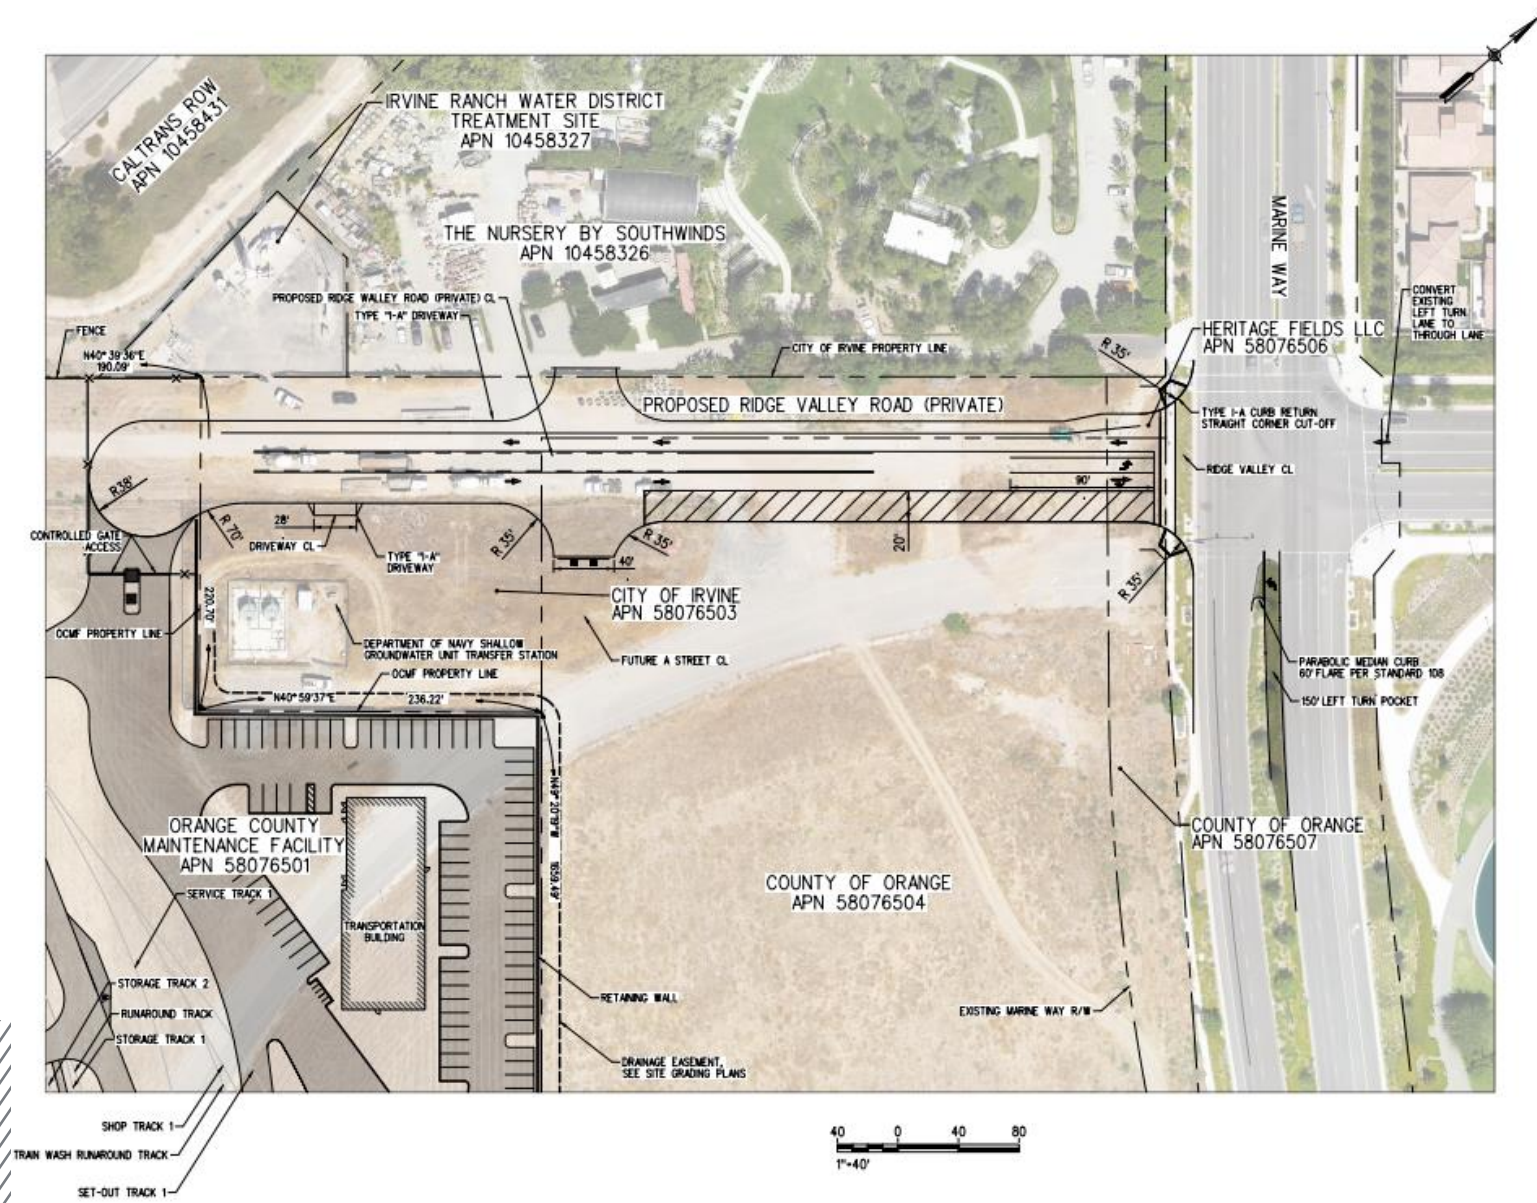 CALTRANS ROW
APN 10458431
IRVINE RANCH WATER DISTRICT
TREATMENT SITE
APN 10458327
THE NURSERY BY SOUTHWINDS
APN 10458326
MARINE WAY
PROPOSED RIDGE WALLEY ROAD (PRIVATE) CL
TYPE "I-A" DRIVEWAY
FENCE
N40°39'36"E
190.09'
CITY OF IRVINE PROPERTY LINE
R 35'
HERITAGE FIELDS LLC
APN 58076506
CONVERT
EXISTING
LEFT TURN
LANE TO
THROUGH LANE
PROPOSED RIDGE VALLEY ROAD (PRIVATE)
TYPE I-A CURB RETURN
STRAIGHT CORNER CUT-OFF
RIDGE VALLEY CL
90'
R38'
R 70'
28'
R 35'
R 35'
40'
20'
R 35'
CONTROLLED GATE
ACCESS
DRIVEWAY CL
TYPE "I-A"
DRIVEWAY
CITY OF IRVINE
APN 58076503
220.70'
OCMF PROPERTY LINE
DEPARTMENT OF NAVY SHALLOW
GROUNDWATER UNIT TRANSFER STATION
FUTURE A STREET CL
OCMF PROPERTY LINE
N40°59'37"E
236.22'
PARABOLIC MEDIAN CURB
60' FLARE PER STANDARD 108
150' LEFT TURN POCKET
N49°20'19"W
1659.49'
ORANGE COUNTY
MAINTENANCE FACILITY
APN 58076501
COUNTY OF ORANGE
APN 58076507
COUNTY OF ORANGE
APN 58076504
SERVICE TRACK 1
TRANSPORTATION
BUILDING
STORAGE TRACK 2
RUNAROUND TRACK
STORAGE TRACK 1
RETAINING WALL
EXISTING MARINE WAY R/W
DRAINAGE EASEMENT,
SEE SITE GRADING PLANS
SHOP TRACK 1
TRAIN WASH RUNAROUND TRACK
SET-OUT TRACK 1
40 0 40 80
1"=40'